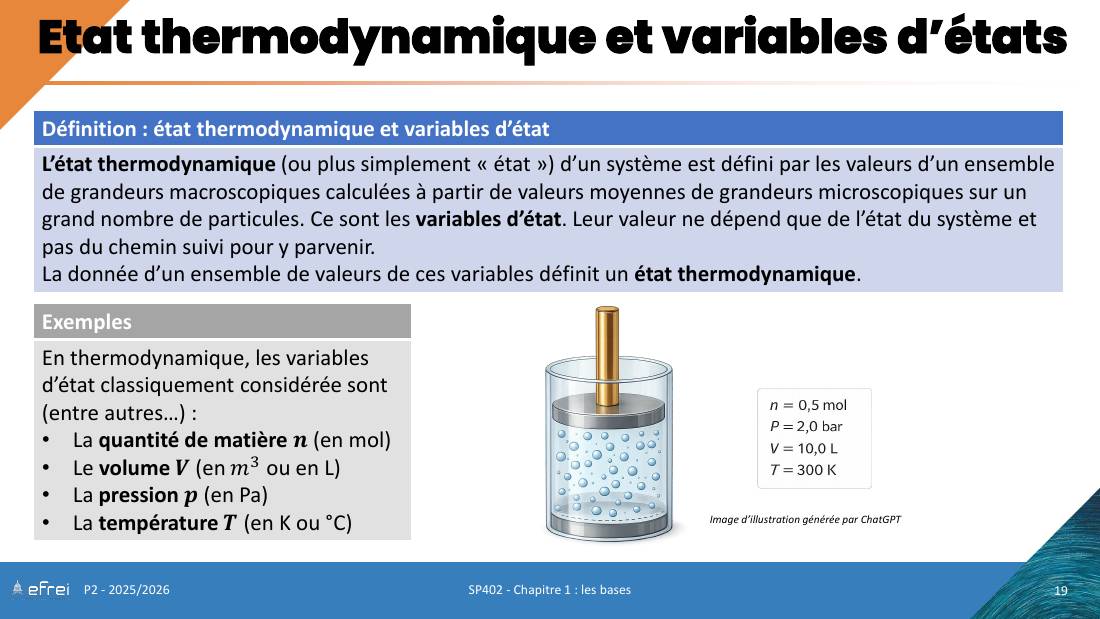 Etat thermodynamique et variables d’états
Définition : état thermodynamique et variables d’état
L’état thermodynamique (ou plus simplement « état ») d’un système est défini par les valeurs d’un ensemble
de grandeurs macroscopiques calculées à partir de valeurs moyennes de grandeurs microscopiques sur un
grand nombre de particules. Ce sont les variables d’état. Leur valeur ne dépend que de l’état du système et
pas du chemin suivi pour y parvenir.
La donnée d’un ensemble de valeurs de ces variables définit un état thermodynamique.
Exemples
En thermodynamique, les variables
d’état classiquement considérée sont
(entre autres…) :
• La quantité de matière n (en mol)
• Le volume V (en m³ ou en L)
• La pression p (en Pa)
• La température T (en K ou °C)
n = 0,5 mol
P = 2,0 bar
V = 10,0 L
T = 300 K
Image d’illustration générée par ChatGPT
efrei P2 - 2025/2026
SP402 - Chapitre 1 : les bases
19